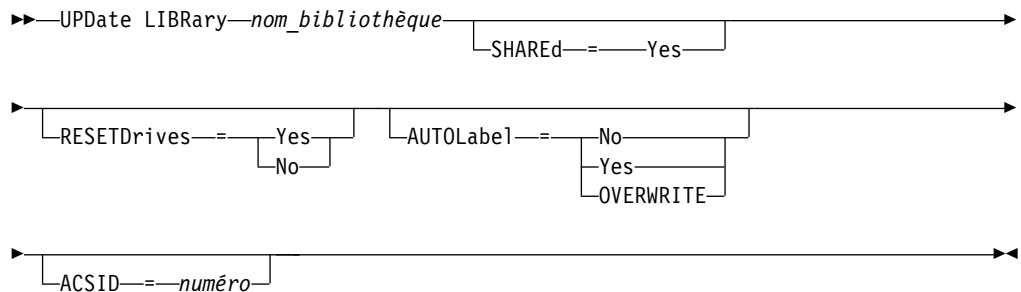 UPDate LIBRary nom_bibliothèque
SHAREd = Yes
RESETDrives = Yes
No
AUTOLabel = No
Yes
OVERWRITE
ACSID = numéro